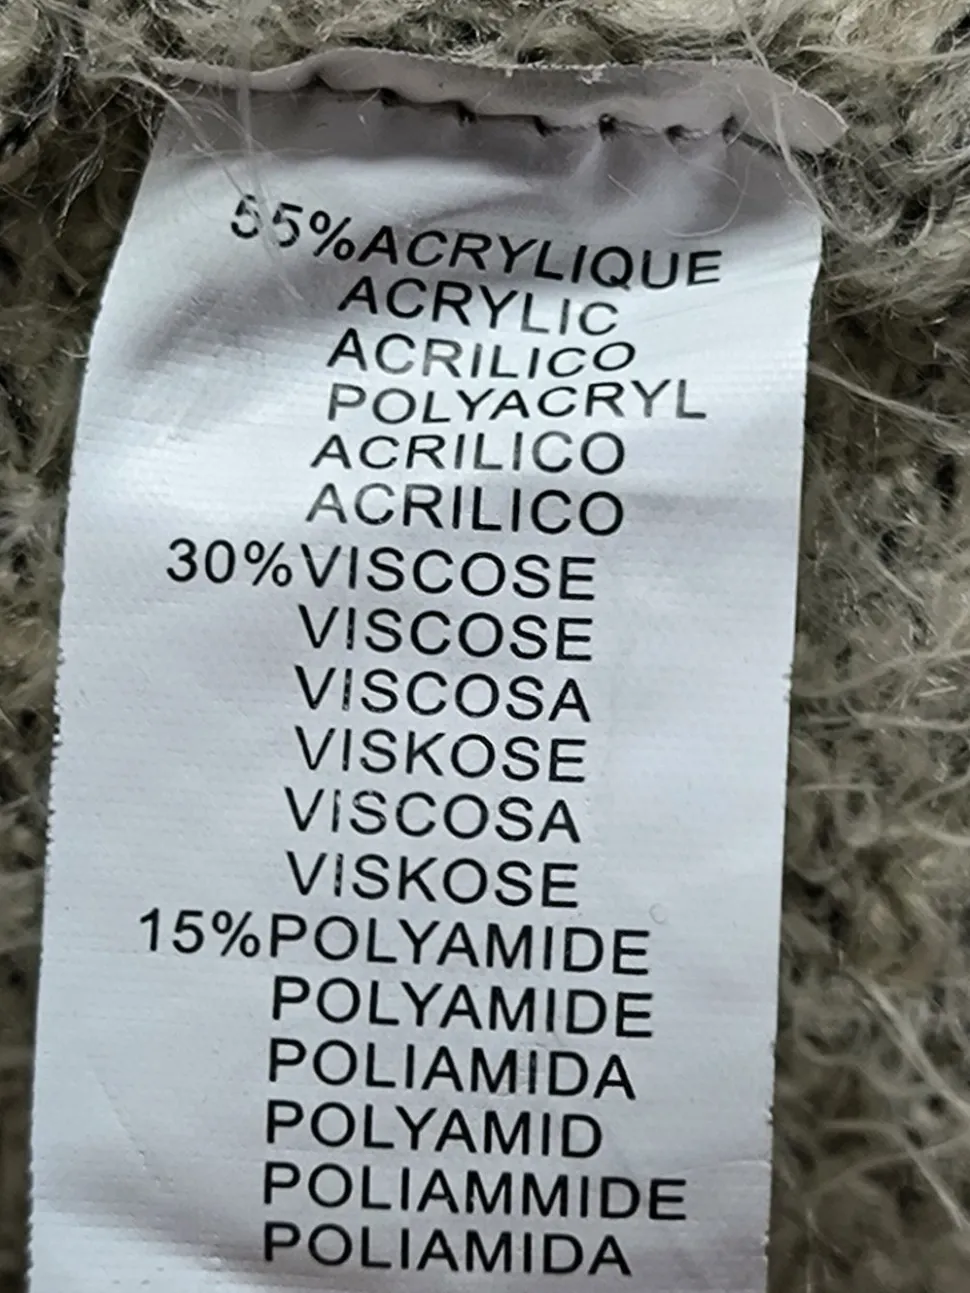 55%ACRYLIQUE
ACRYLIC
ACRILICO
POLYACRYL
ACRILICO
ACRILICO
30%VISCOSE
VISCOSE
VISCOSA
VISKOSE
VISCOSA
VISKOSE
15%POLYAMIDE
POLYAMIDE
POLIAMIDA
POLYAMID
POLIAMMIDE
POLIAMIDA